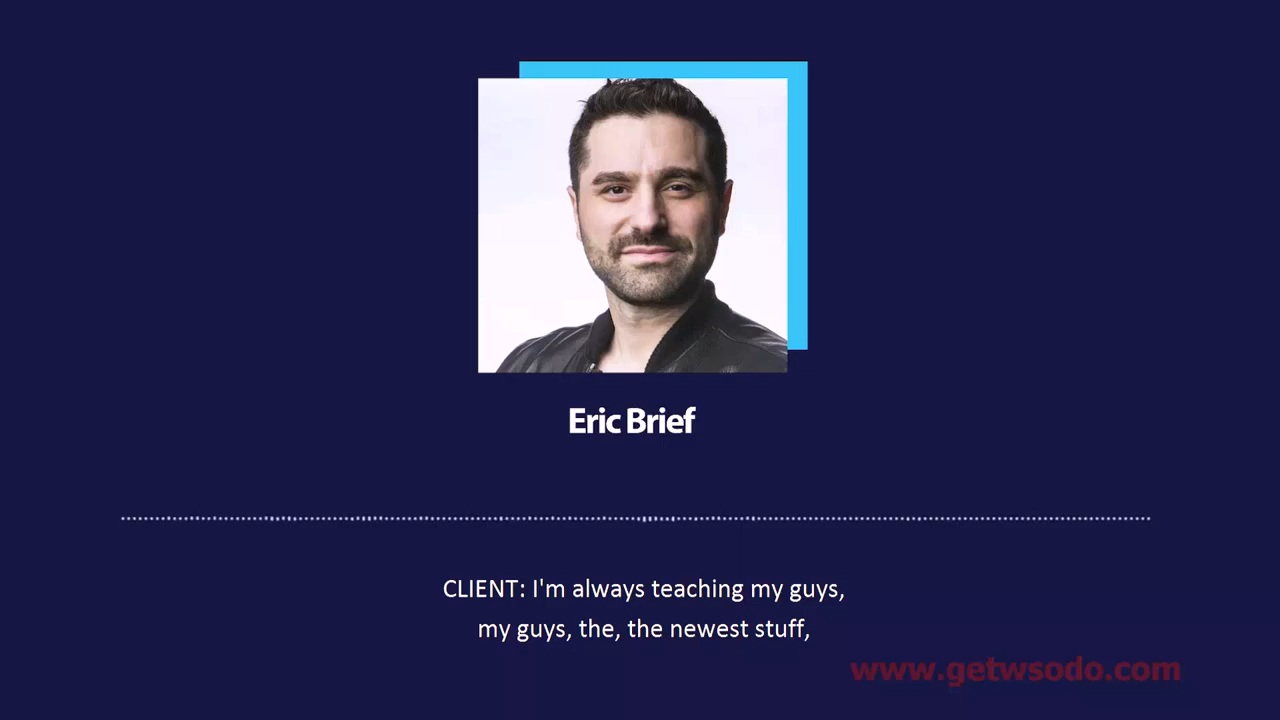 Eric Brief
CLIENT: I'm always teaching my guys,
my guys, the, the newest stuff,
www.getwsodo.com